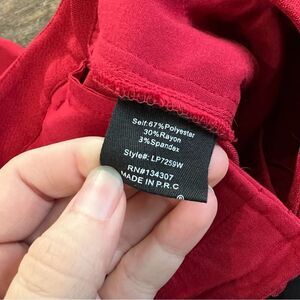 Self:67%Polyester
30%Rayon
3%Spandex
Style#: LP7259W
RN#134307
MADE IN P.R.C
®